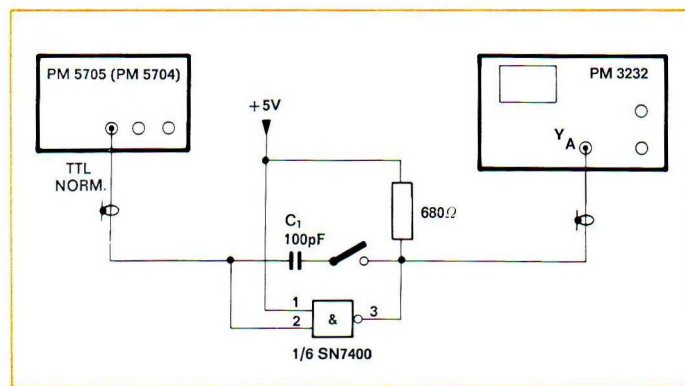 PM 5705 (PM 5704)
PM 3232
+5V
Y A
TTL
NORM.
680Ω
C1
100pF
1
2
&
3
1/6 SN7400